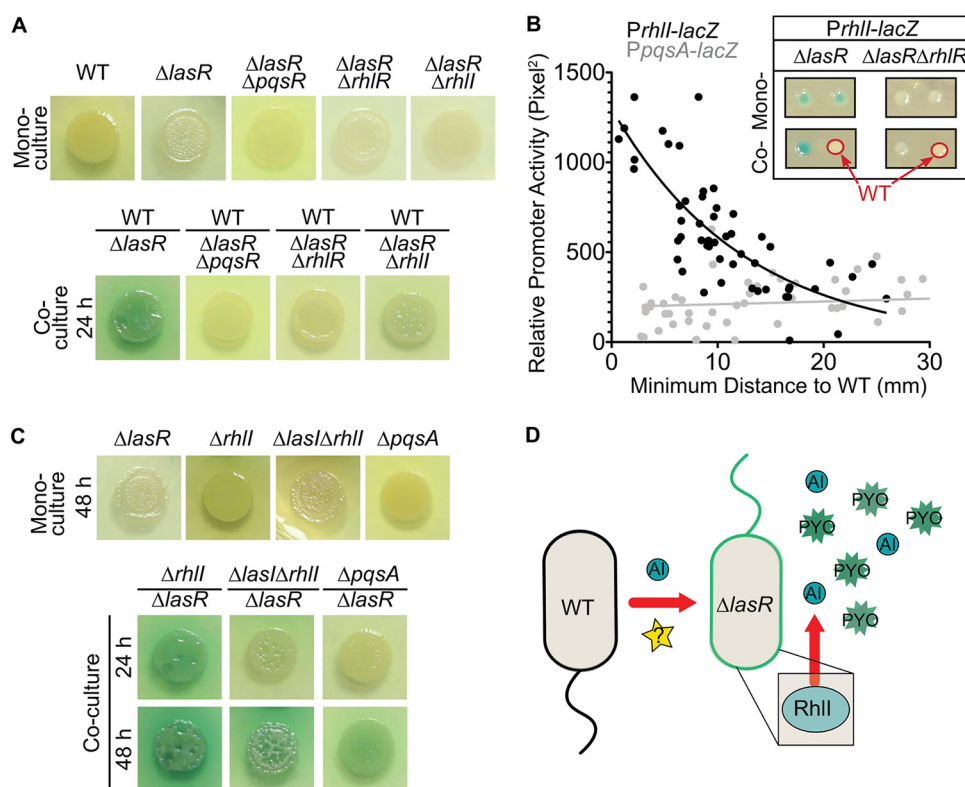 A
WT
ΔlasR
ΔlasR
ΔpqsR
ΔlasR
ΔrhlR
ΔlasR
ΔrhlI
Mono-
culture
WT
ΔlasR
WT
ΔlasR
ΔpqsR
WT
ΔlasR
ΔrhlR
WT
ΔlasR
ΔrhlI
Co-
culture
24 h
B
PrhlI-lacZ
PpqsA-lacZ
Relative Promoter Activity (Pixel²)
1500
1000
500
0
0
10
20
30
Minimum Distance to WT (mm)
PrhlI-lacZ
ΔlasR
ΔlasRΔrhlR
Mono-
Co-
WT
C
ΔlasR
ΔrhlI
ΔlasIΔrhlI
ΔpqsA
Mono-
culture
48 h
ΔrhlI
ΔlasR
ΔlasIΔrhlI
ΔlasR
ΔpqsA
ΔlasR
Co-culture
24 h
48 h
D
WT
AI
?
ΔlasR
AI
PYO
PYO
PYO
AI
PYO
AI
PYO
RhlI